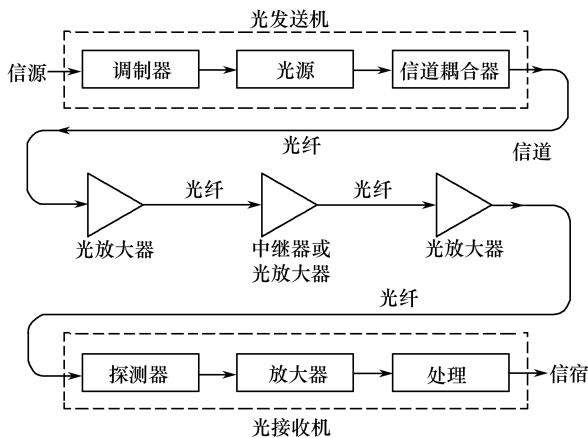 光发送机
信源
调制器
光源
信道耦合器
光纤
信道
光纤
光纤
光放大器
中继器或
光放大器
光放大器
光纤
探测器
放大器
处理
信宿
光接收机